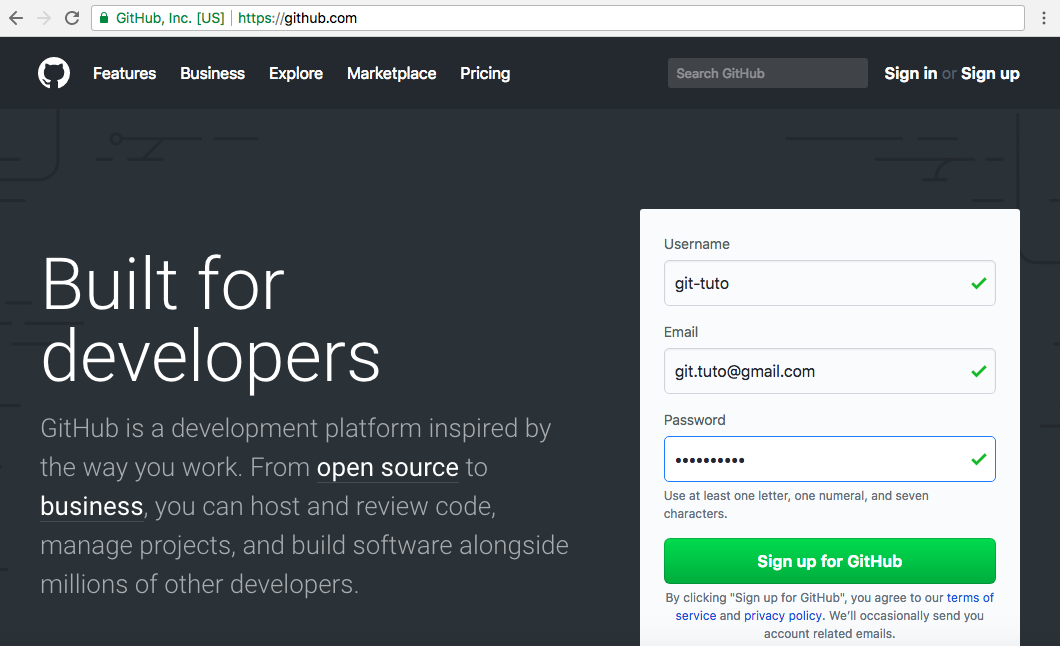 GitHub, Inc. [US] https://github.com
Features Business Explore Marketplace Pricing Search GitHub Sign in or Sign up
Built for
developers
GitHub is a development platform inspired by
the way you work. From open source to
business, you can host and review code,
manage projects, and build software alongside
millions of other developers.
Username
git-tuto
Email
git.tuto@gmail.com
Password
••••••••••
Use at least one letter, one numeral, and seven
characters.
Sign up for GitHub
By clicking "Sign up for GitHub", you agree to our terms of
service and privacy policy. We’ll occasionally send you
account related emails.